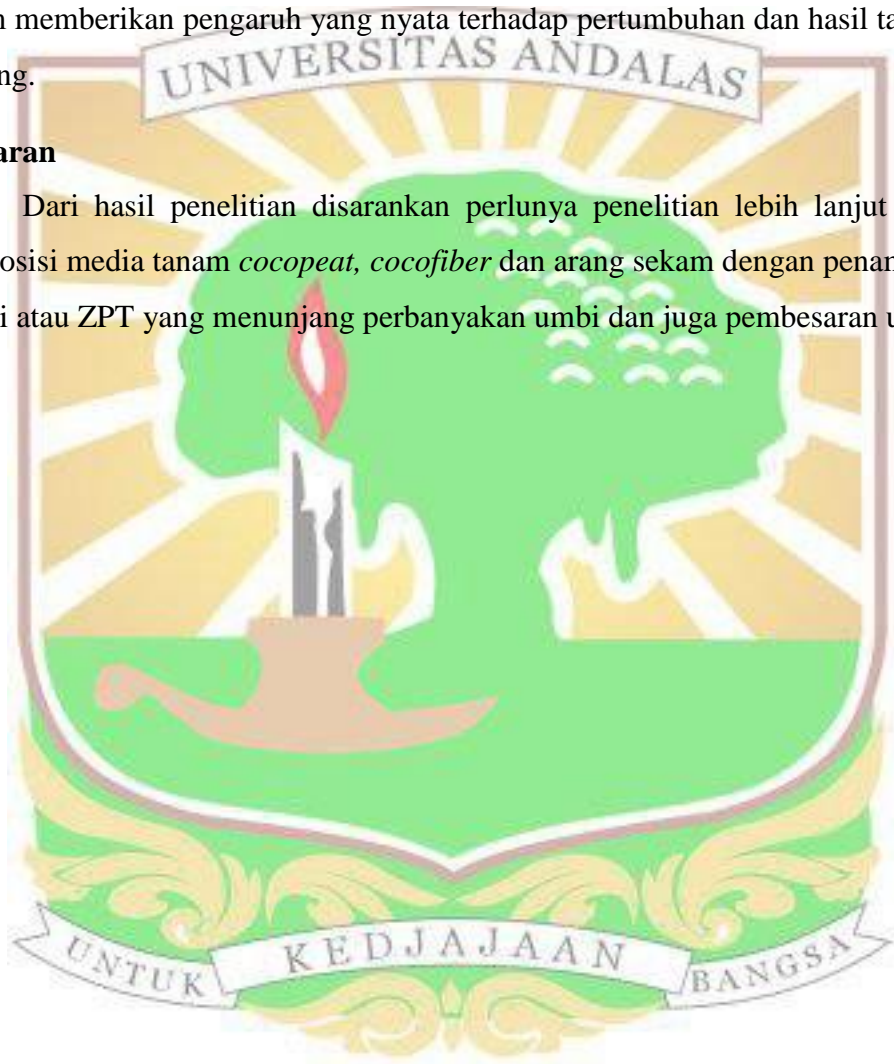 n memberikan pengaruh yang nyata terhadap pertumbuhan dan hasil ta
ng.
UNIVERSITAS ANDALAS
aran
Dari hasil penelitian disarankan perlunya penelitian lebih lanjut
osisi media tanam cocopeat, cocofiber dan arang sekam dengan penam
i atau ZPT yang menunjang perbanyakan umbi dan juga pembesaran u
UNTUK KEDJAJAAN BANGSA